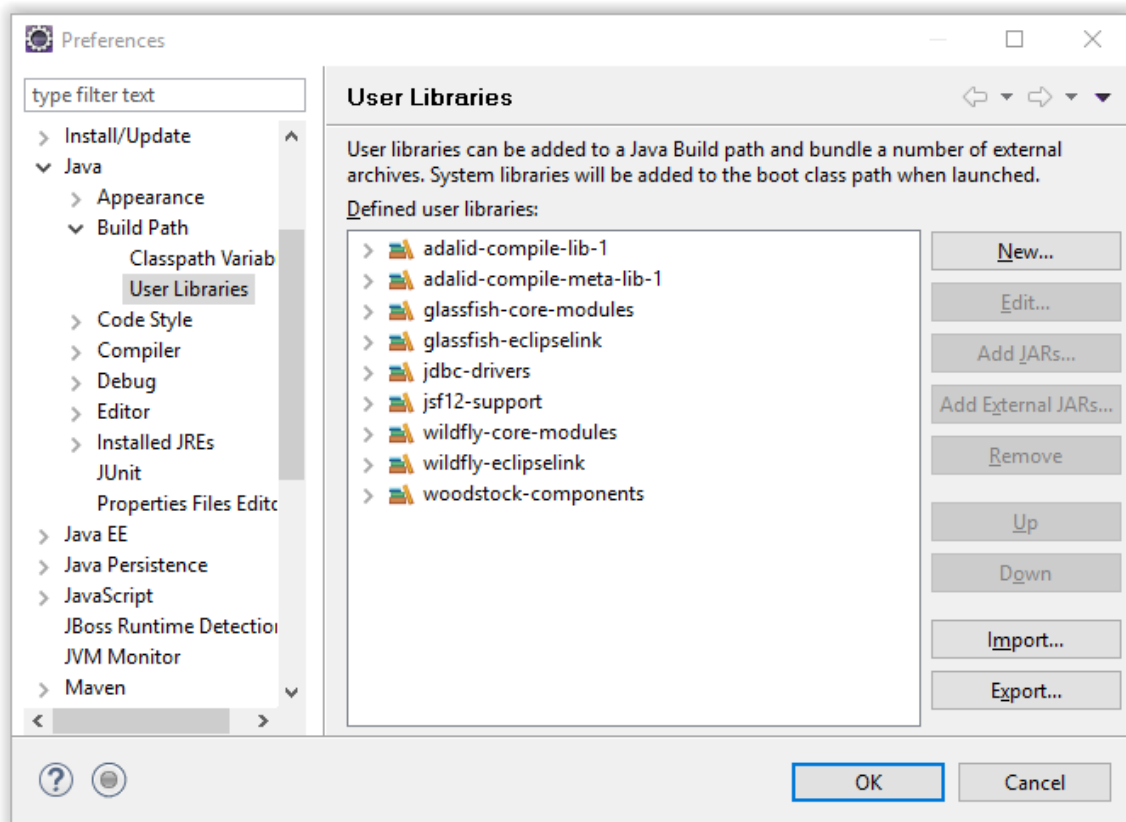 Preferences
type filter text
Install/Update
Java
Appearance
Build Path
Classpath Variab
User Libraries
Code Style
Compiler
Debug
Editor
Installed JREs
JUnit
Properties Files Editc
Java EE
Java Persistence
JavaScript
JBoss Runtime Detection
JVM Monitor
Maven
User Libraries
User libraries can be added to a Java Build path and bundle a number of external
archives. System libraries will be added to the boot class path when launched.
Defined user libraries:
adalid-compile-lib-1
adalid-compile-meta-lib-1
glassfish-core-modules
glassfish-eclipselink
jdbc-drivers
jsf12-support
wildfly-core-modules
wildfly-eclipselink
woodstock-components
New...
Edit...
Add JARs...
Add External JARs...
Remove
Up
Down
Import...
Export...
OK
Cancel